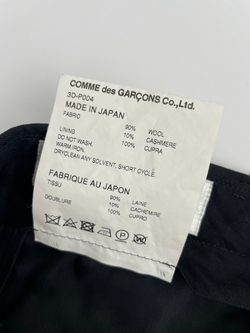 COMME des GARÇONS Co.,Ltd.
3D-P004
MADE IN JAPAN
FABRIC 90% WOOL
10% CASHMERE
LINING 100% CUPRA
DO NOT WASH.
WARM IRON.
DRYCLEAN ANY SOLVENT, SHORT CYCLE.
FABRIQUE AU JAPON
TISSU 90% LAINE
10% CACHEMIRE
DOUBLURE 100% CUPRA
P